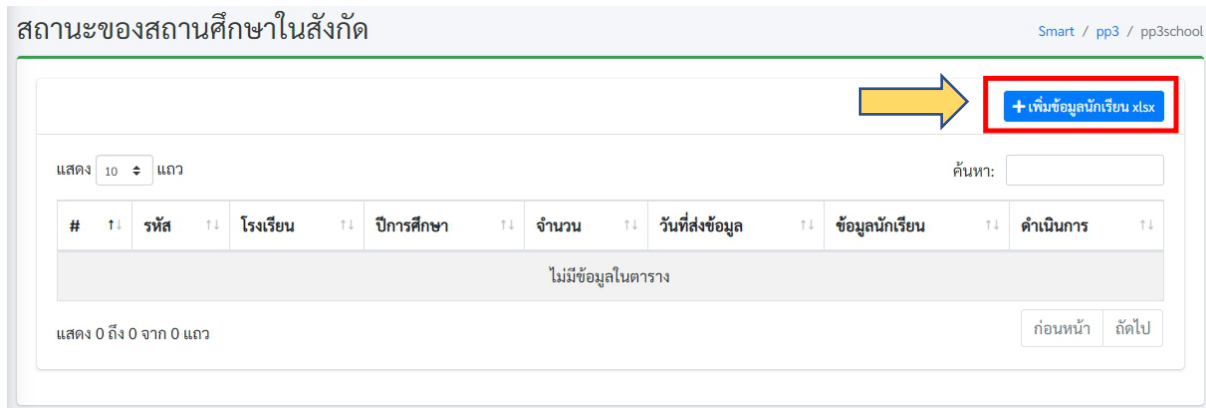 สถานะของสถานศึกษาในสังกัด
Smart / pp3 / pp3school
+ เพิ่มข้อมูลนักเรียน xlsx
แสดง 10 แถว
ค้นหา:
# รหัส โรงเรียน ปีการศึกษา จำนวน วันที่ส่งข้อมูล ข้อมูลนักเรียน ดำเนินการ
ไม่มีข้อมูลในตาราง
แสดง 0 ถึง 0 จาก 0 แถว
ก่อนหน้า ถัดไป